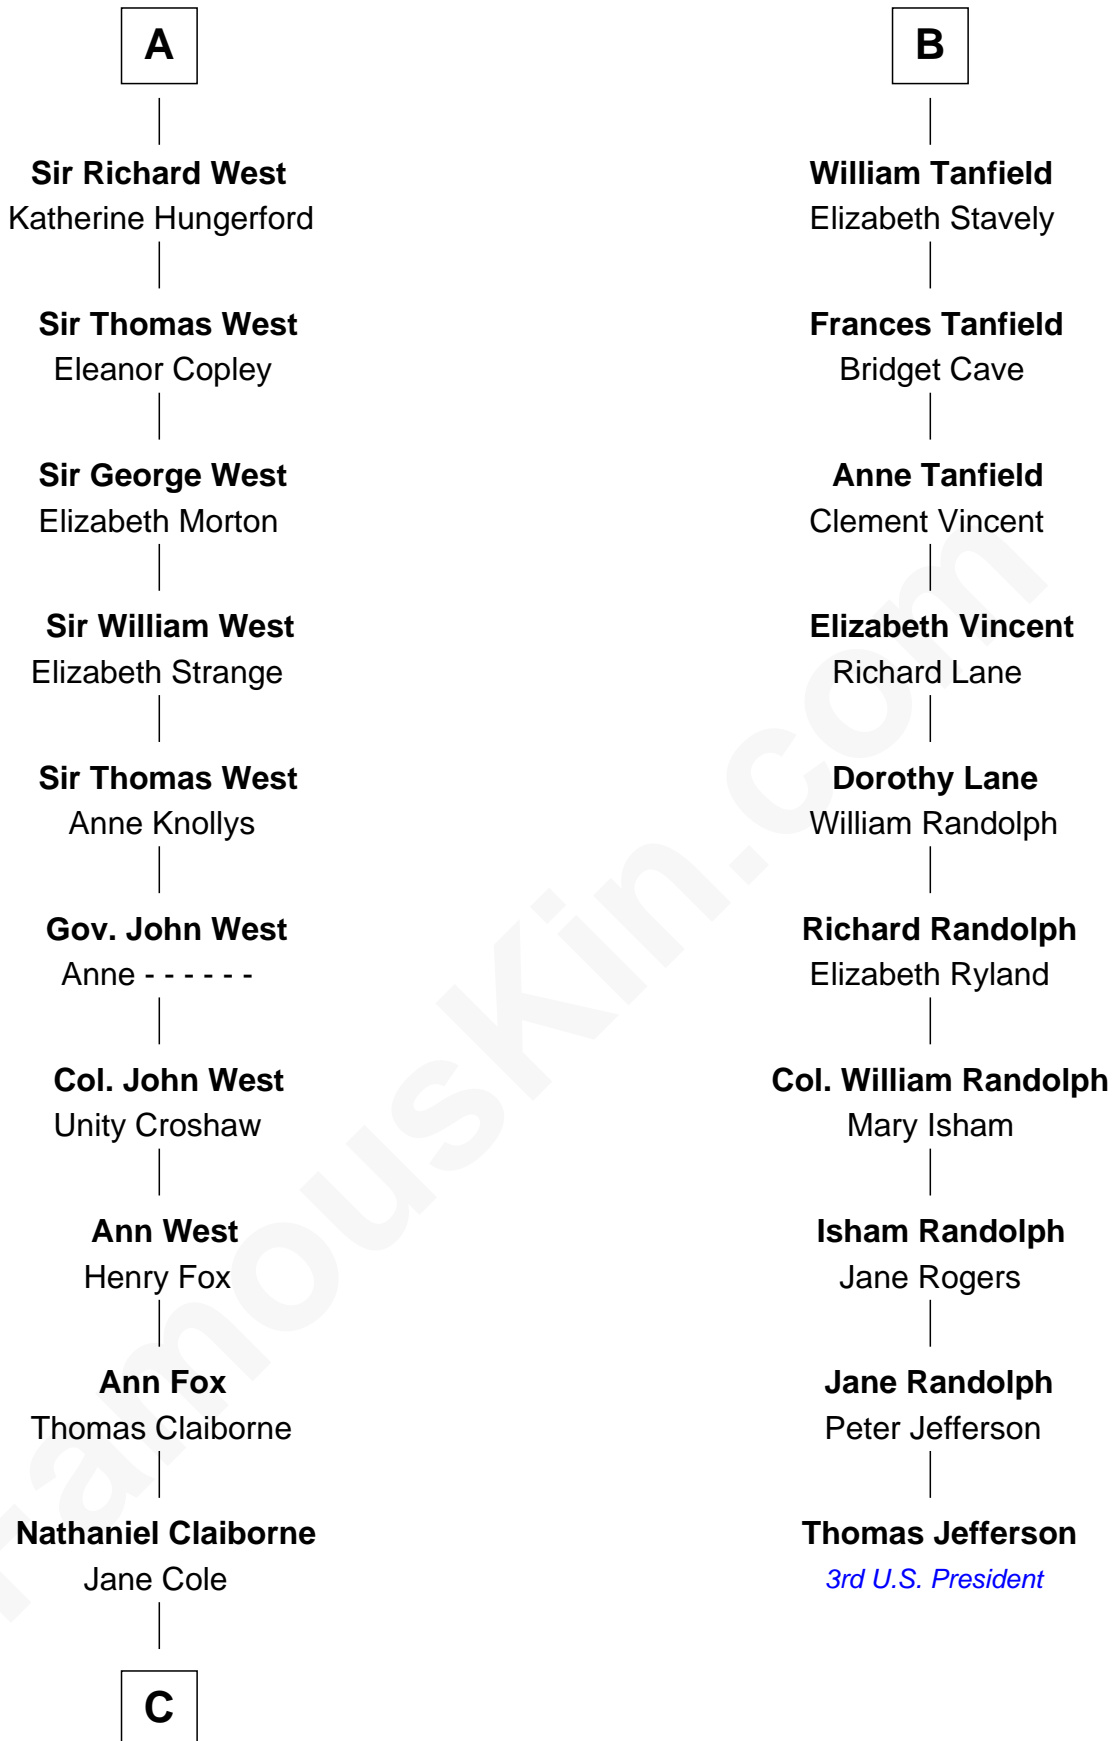 A
Sir Richard West
Katherine Hungerford
Sir Thomas West
Eleanor Copley
Sir George West
Elizabeth Morton
Sir William West
Elizabeth Strange
Sir Thomas West
Anne Knollys
Gov. John West
Anne - - - - - -
Col. John West
Unity Croshaw
Ann West
Henry Fox
Ann Fox
Thomas Claiborne
Nathaniel Claiborne
Jane Cole
C
B
William Tanfield
Elizabeth Stavely
Frances Tanfield
Bridget Cave
Anne Tanfield
Clement Vincent
Elizabeth Vincent
Richard Lane
Dorothy Lane
William Randolph
Richard Randolph
Elizabeth Ryland
Col. William Randolph
Mary Isham
Isham Randolph
Jane Rogers
Jane Randolph
Peter Jefferson
Thomas Jefferson
3rd U.S. President
FamousKin.com